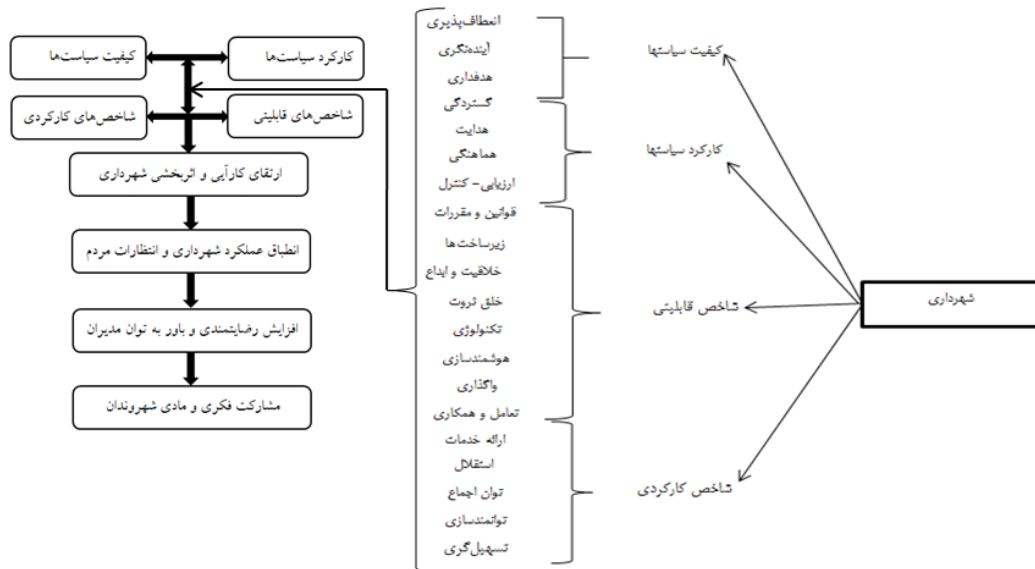 شهرداری
کیفیت سیاستها
کارکرد سیاستها
شاخص قابلیتی
شاخص کارکردی
انعطاف‌پذیری
آینده‌نگری
هدفداری
گستردگی
هدایت
هماهنگی
ارزیابی- کنترل
قوانین و مقررات
زیرساخت‌ها
خلاقیت و ابداع
خلق ثروت
تکنولوژی
هوشمندسازی
واگذاری
تعامل و همکاری
ارائه خدمات
استقلال
توان اجماع
توانمندسازی
تسهیل‌گری
کارکرد سیاست‌ها
کیفیت سیاست‌ها
شاخص‌های قابلیتی
شاخص‌های کارکردی
ارتقای کارآیی و اثربخشی شهرداری
انطباق عملکرد شهرداری و انتظارات مردم
افزایش رضایتمندی و باور به توان مدیران
مشارکت فکری و مادی شهروندان